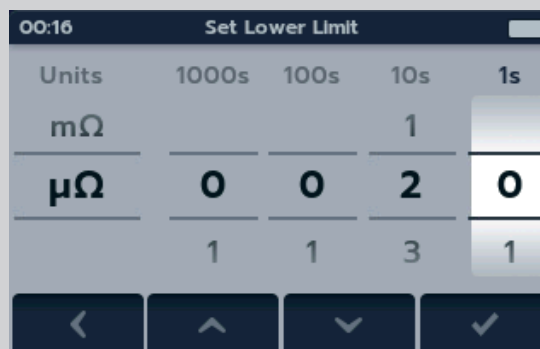 00:16 Set Lower Limit
Units 1000s 100s 10s 1s
mΩ 1
µΩ 0 0 2 0
1 1 3 1